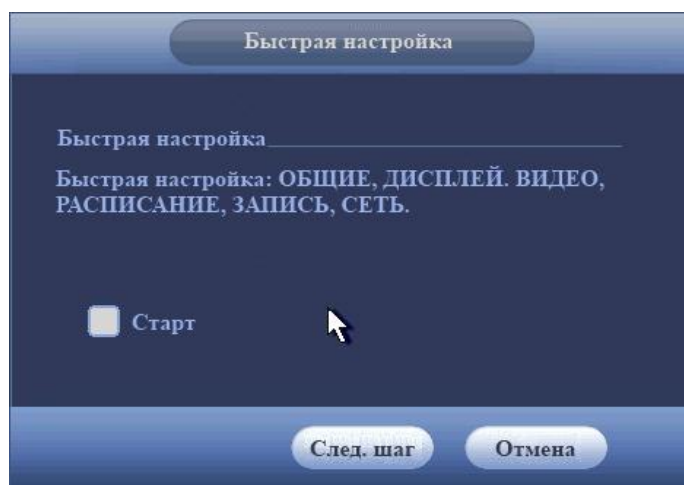 Быстрая настройка
Быстрая настройка
Быстрая настройка: ОБЩИЕ, ДИСПЛЕЙ. ВИДЕО,
РАСПИСАНИЕ, ЗАПИСЬ, СЕТЬ.
Старт
След. шаг Отмена